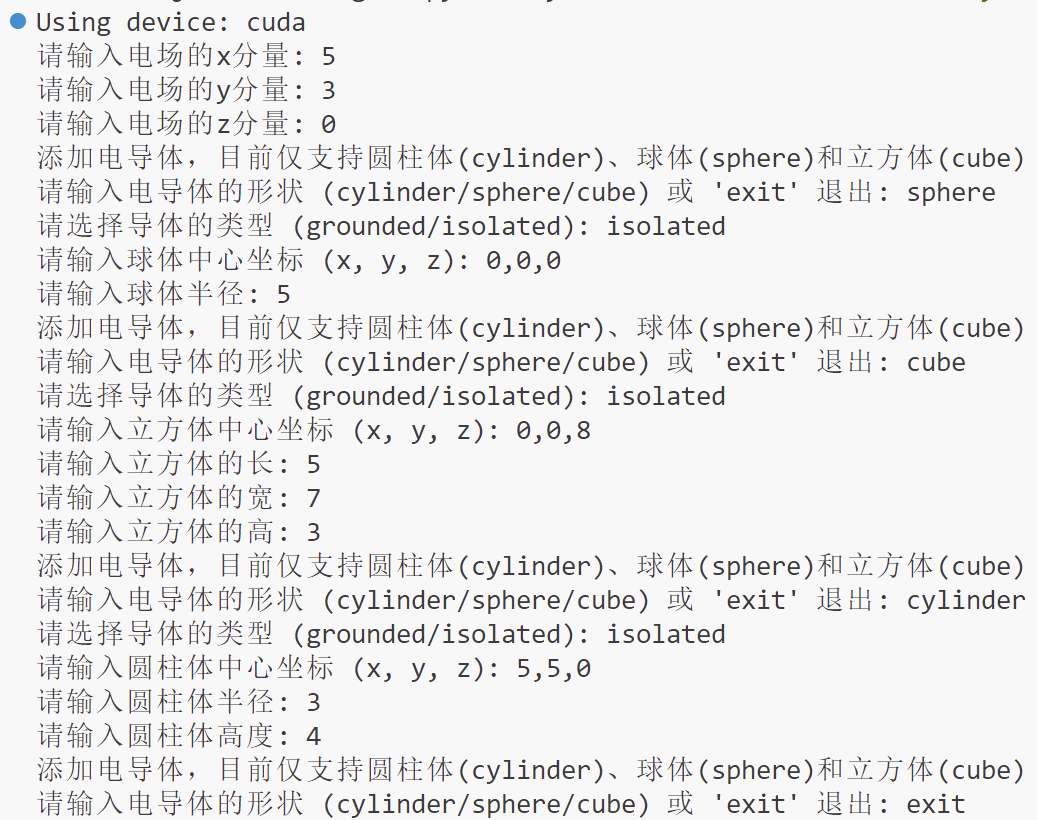 Using device: cuda
请输入电场的x分量: 5
请输入电场的y分量: 3
请输入电场的z分量: 0
添加电导体，目前仅支持圆柱体(cylinder)、球体(sphere)和立方体(cube)
请输入电导体的形状 (cylinder/sphere/cube) 或 'exit' 退出: sphere
请选择导体的类型 (grounded/isolated): isolated
请输入球体中心坐标 (x, y, z): 0,0,0
请输入球体半径: 5
添加电导体，目前仅支持圆柱体(cylinder)、球体(sphere)和立方体(cube)
请输入电导体的形状 (cylinder/sphere/cube) 或 'exit' 退出: cube
请选择导体的类型 (grounded/isolated): isolated
请输入立方体中心坐标 (x, y, z): 0,0,8
请输入立方体的长: 5
请输入立方体的宽: 7
请输入立方体的高: 3
添加电导体，目前仅支持圆柱体(cylinder)、球体(sphere)和立方体(cube)
请输入电导体的形状 (cylinder/sphere/cube) 或 'exit' 退出: cylinder
请选择导体的类型 (grounded/isolated): isolated
请输入圆柱体中心坐标 (x, y, z): 5,5,0
请输入圆柱体半径: 3
请输入圆柱体高度: 4
添加电导体，目前仅支持圆柱体(cylinder)、球体(sphere)和立方体(cube)
请输入电导体的形状 (cylinder/sphere/cube) 或 'exit' 退出: exit